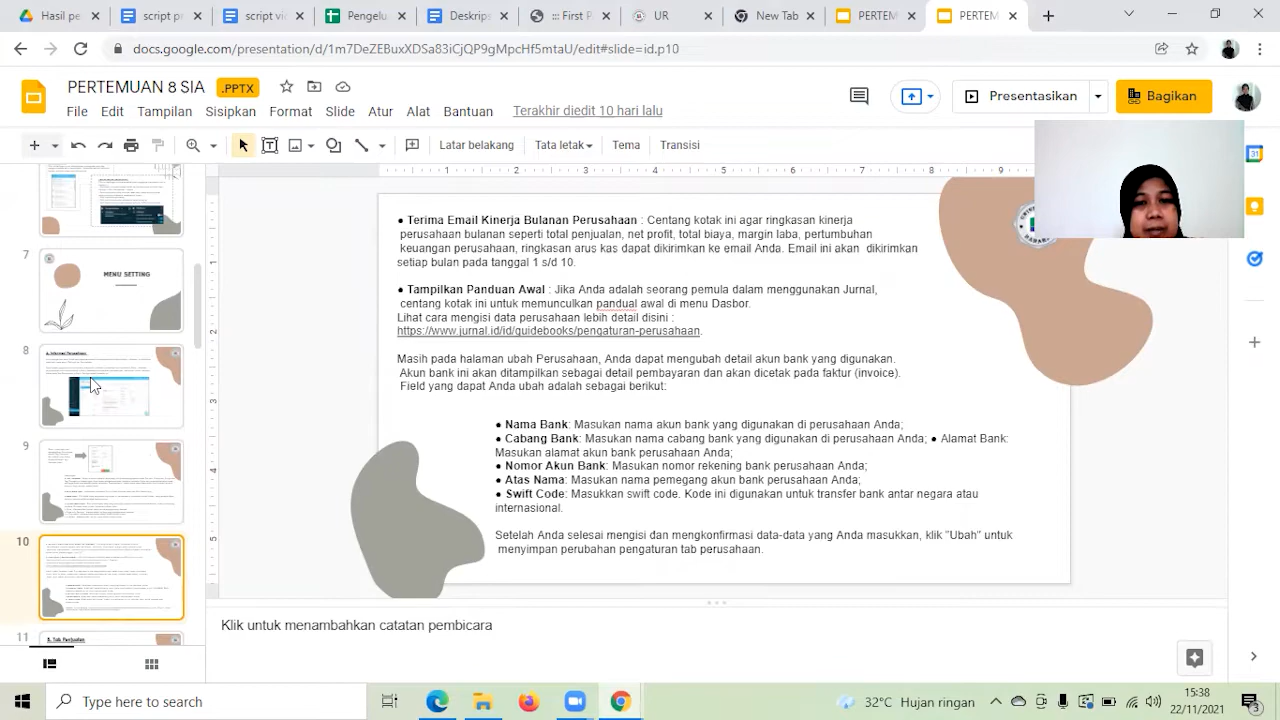 Hasil pe
script vi
script
Pengelu
Deskrips
UR
New Tab
PERTEM
PERTEM
docs.google.com/presentation/d/1m7DeZEBuxXDSa83iCjQP9gMpcHf5mtaU/edit#slide=id.p10
PERTEMUAN 8 SIA
.PPTX
File Edit Tampilan Sisipkan Format Slide Atur Alat Bantuan
Terakhir diedit 10 hari lalu
Presentasikan
Bagikan
Latar belakang Tata letak Tema Transisi
5 6 7 8 9
Terima Email Kinerja Bulanan Perusahaan : Centang kotak ini agar ringkasan kinerja
perusahaan bulanan seperti total penjualan, net profit, total biaya, margin laba, pertumbuhan
keuangan perusahaan, ringkasan arus kas dapat dikirimkan ke email Anda. Email ini akan dikirimkan
setiap bulan pada tanggal 1 s/d 10.
● Tampilkan Panduan Awal : Jika Anda adalah seorang pemula dalam menggunakan Jurnal,
centang kotak ini untuk memunculkan pandual awal di menu Dasbor.
Lihat cara mengisi data perusahaan lebih detail disini :
https://www.jurnal.id/id/guidebooks/pengaturan-perusahaan.
Masih pada halaman tab Perusahaan, Anda dapat mengubah detail akun bank yang digunakan.
Akun bank ini akan ditampilkan sebagai detail pembayaran dan akan dicetak pada faktur (invoice).
Field yang dapat Anda ubah adalah sebagai berikut:
● Nama Bank: Masukan nama akun bank yang digunakan di perusahaan Anda;
● Cabang Bank: Masukan nama cabang bank yang digunakan di perusahaan Anda; ● Alamat Bank:
Masukan alamat akun bank perusahaan Anda;
● Nomor Akun Bank: Masukan nomor rekening bank perusahaan Anda;
● Atas Nama: Masukan nama pemegang akun bank perusahaan Anda;
● Swift Code: Masukan swift code. Kode ini digunakan untuk transfer bank antar negara atau
internasional.
selesai mengisi dan mengkonfirmasi data yang Anda masukkan, klik "Ubah" untuk
menyimpan perubahan pengaturan tab perusahaan.
7
MENU SETTING
8
9
10
11
Klik untuk menambahkan catatan pembicara
Type here to search
32°C Hujan ringan
15:38
22/11/2021
3